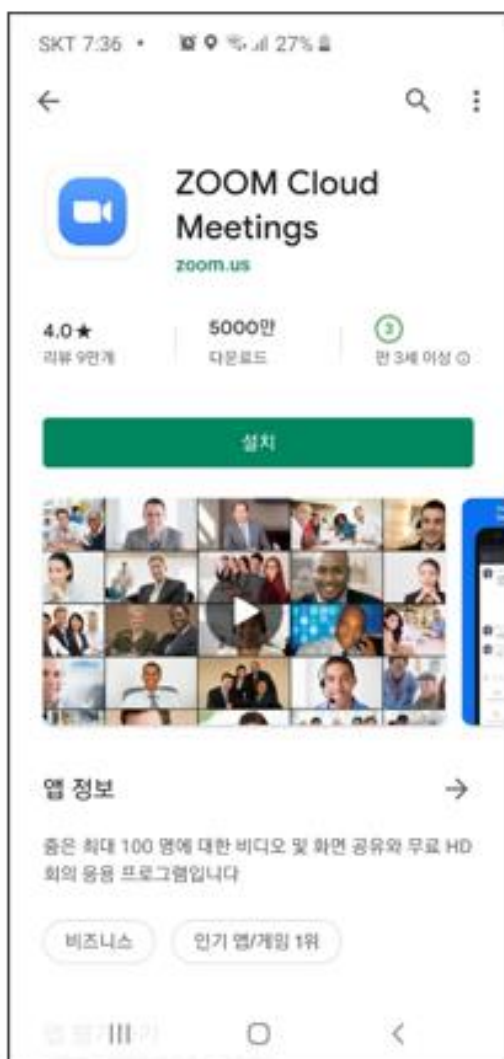 SKT 7:36 • 27%
ZOOM Cloud
Meetings
zoom.us
4.0★ 5000만 3
리뷰 9만개 다운로드 만 3세 이상
설치
앱 정보
줌은 최대 100 명에 대한 비디오 및 화면 공유와 무료 HD
회의 응용 프로그램입니다
비즈니스 인기 앱/게임 1위